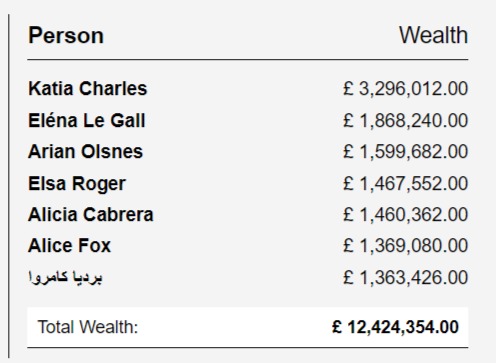 Person Wealth
Katia Charles £ 3,296,012.00
Eléna Le Gall £ 1,868,240.00
Arian Olsnes £ 1,599,682.00
Elsa Roger £ 1,467,552.00
Alicia Cabrera £ 1,460,362.00
Alice Fox £ 1,369,080.00
برديا كامروا £ 1,363,426.00
Total Wealth: £ 12,424,354.00